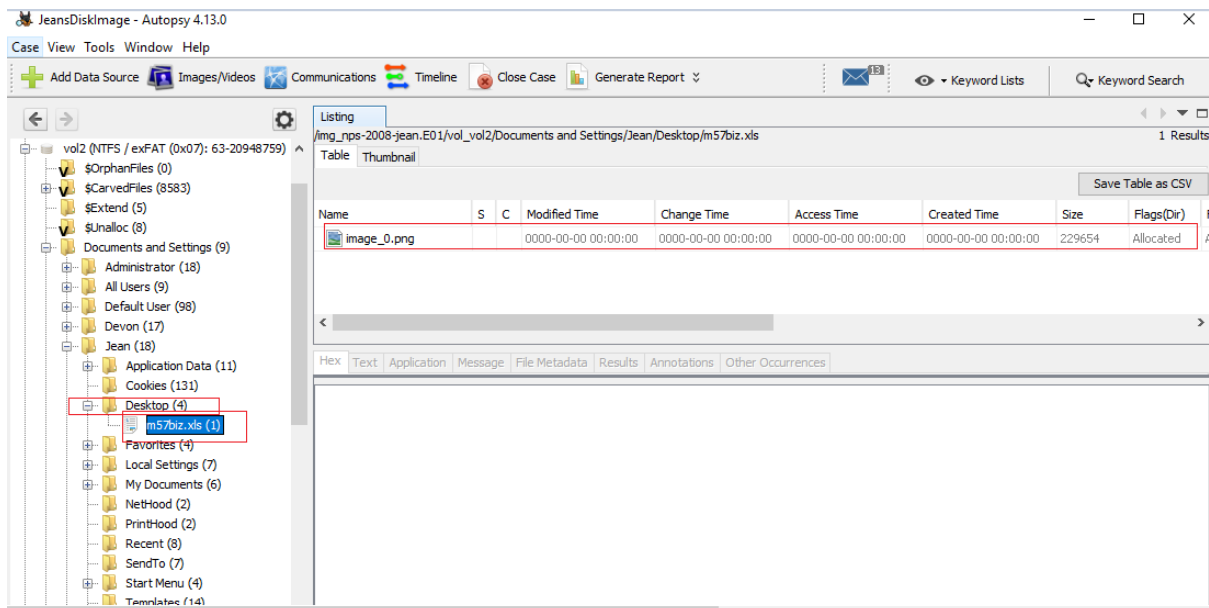 JeansDiskImage - Autopsy 4.13.0
Case View Tools Window Help
Add Data Source Images/Videos Communications Timeline Close Case Generate Report 13 Keyword Lists Keyword Search
Listing
/img_nps-2008-jean.E01/vol_vol2/Documents and Settings/Jean/Desktop/m57biz.xls
1 Results
Table Thumbnail
Save Table as CSV
Name S C Modified Time Change Time Access Time Created Time Size Flags(Dir)
image_0.png 0000-00-00 00:00:00 0000-00-00 00:00:00 0000-00-00 00:00:00 0000-00-00 00:00:00 229654 Allocated
Hex Text Application Message File Metadata Results Annotations Other Occurrences
vol2 (NTFS / exFAT (0x07): 63-20948759)
$OrphanFiles (0)
$CarvedFiles (8583)
$Extend (5)
$Unalloc (8)
Documents and Settings (9)
Administrator (18)
All Users (9)
Default User (98)
Devon (17)
Jean (18)
Application Data (11)
Cookies (131)
Desktop (4)
m57biz.xls (1)
Favorites (4)
Local Settings (7)
My Documents (6)
NetHood (2)
PrintHood (2)
Recent (8)
SendTo (7)
Start Menu (4)
Templates (14)